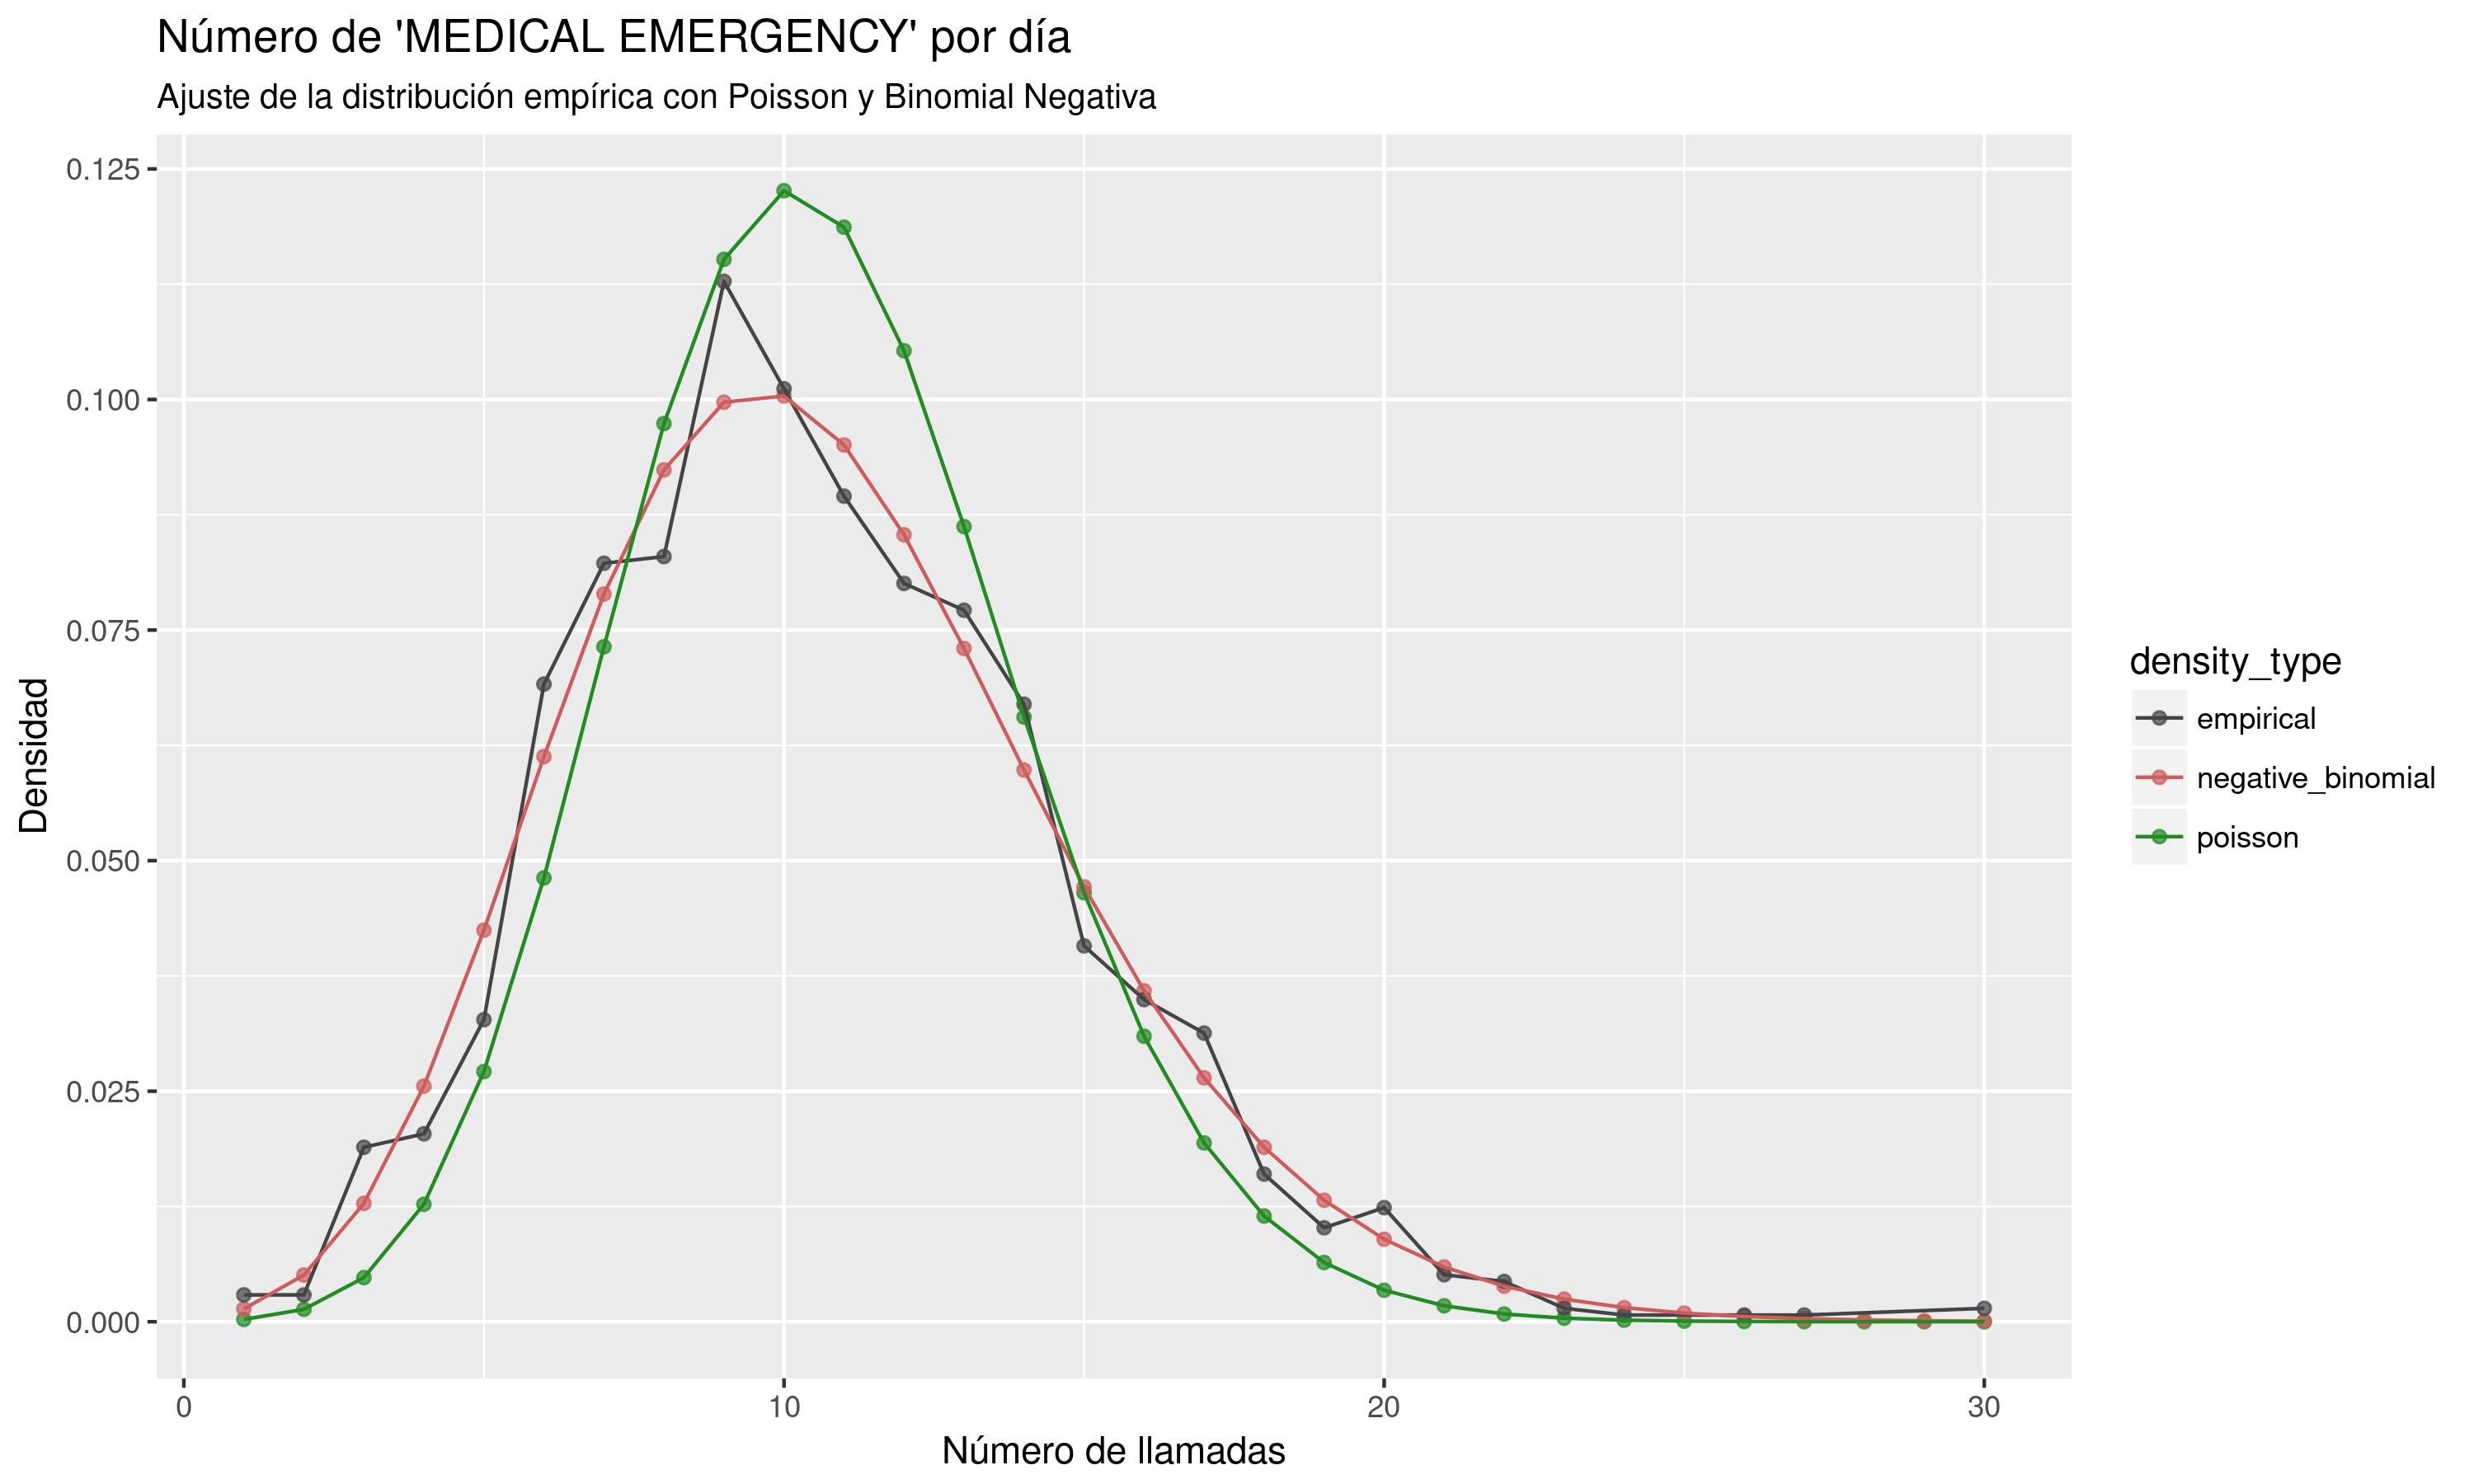 Número de 'MEDICAL EMERGENCY' por día
Ajuste de la distribución empírica con Poisson y Binomial Negativa
0.125
0.100
0.075
0.050
0.025
0.000
Densidad
0
10
20
30
Número de llamadas
density_type
empirical
negative_binomial
poisson